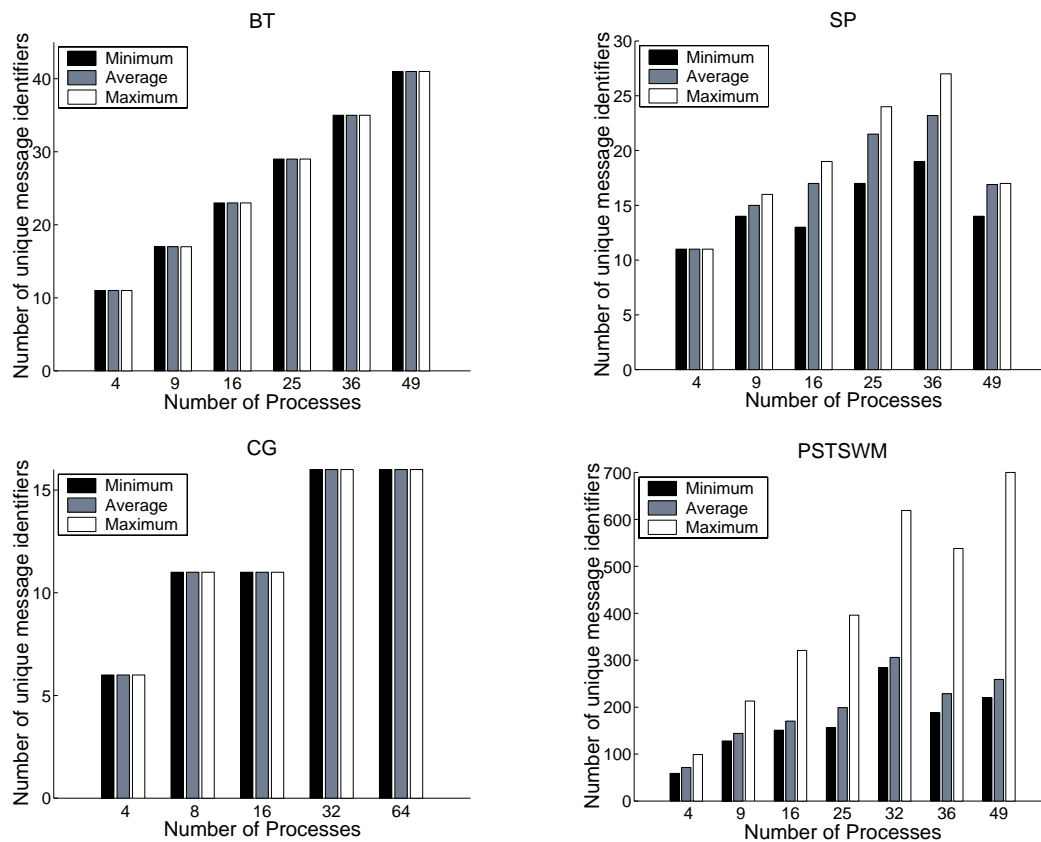 BT
Number of unique message identifiers
40
30
20
10
0
Minimum
Average
Maximum
4 9 16 25 36 49
Number of Processes
SP
Number of unique message identifiers
30
25
20
15
10
5
0
Minimum
Average
Maximum
4 9 16 25 36 49
Number of Processes
CG
Number of unique message identifiers
15
10
5
0
Minimum
Average
Maximum
4 8 16 32 64
Number of Processes
PSTSWM
Number of unique message identifiers
700
600
500
400
300
200
100
0
Minimum
Average
Maximum
4 9 16 25 32 36 49
Number of Processes